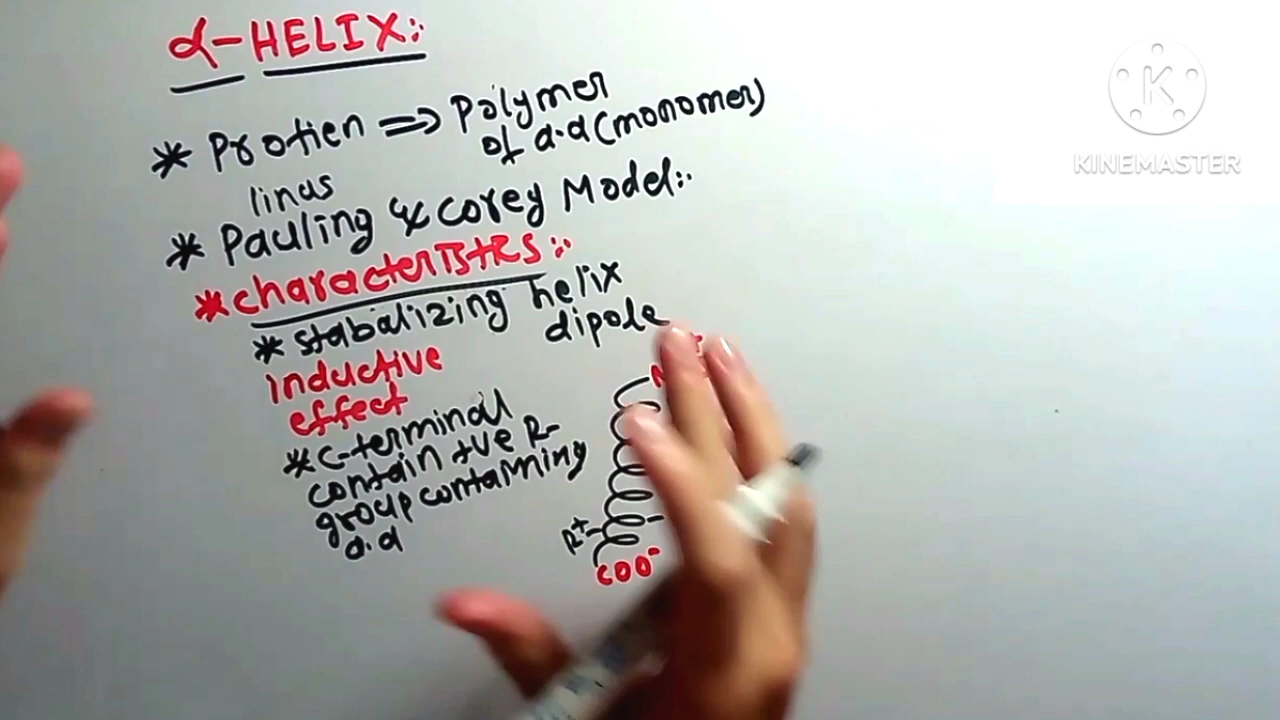 α-HELIX:-
* Protien ⇒ Polymer
of a.a (monomer)
linus
* Pauling & corey Model:-
* characteristics:-
* stabalizing helix
dipole
inductive
effect
* C-terminal
contain +ve R-
group containing
a.a
R+
COO-
K
KINEMASTER